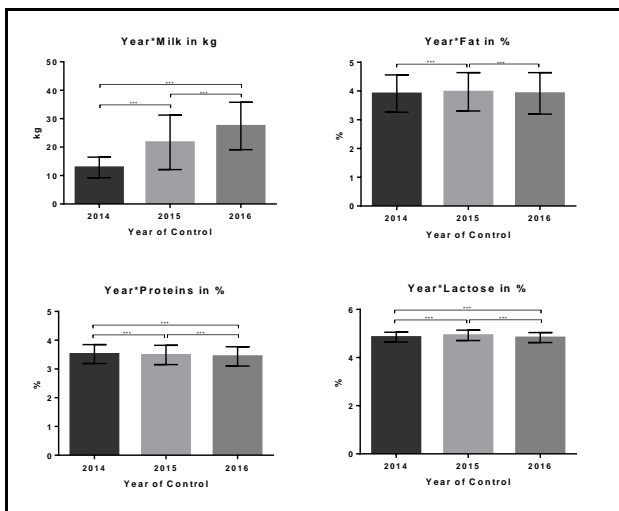 Year*Milk in kg
50
40
30
20
10
0
kg
***
***
***
2014 2015 2016
Year of Control
Year*Fat in %
5
4
3
2
1
0
%
*** ***
2014 2015 2016
Year of Control
Year*Proteins in %
5
4
3
2
1
0
%
***
*** ***
2014 2015 2016
Year of Control
Year*Lactose in %
6
4
2
0
%
***
*** ***
2014 2015 2016
Year of Control